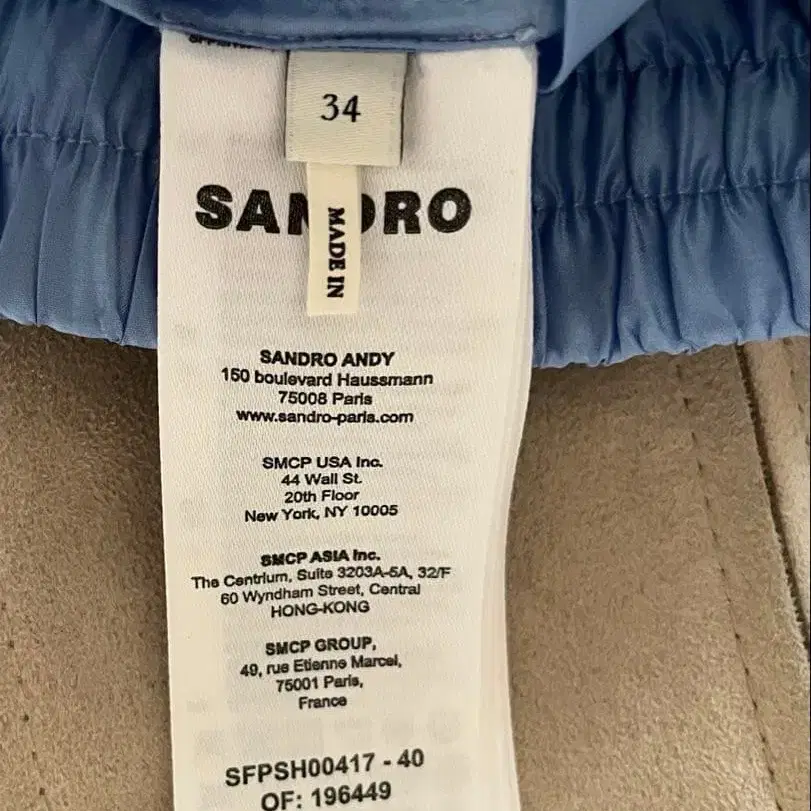 34
SANDRO
MADE IN
SANDRO ANDY
150 boulevard Haussmann
75008 Paris
www.sandro-paris.com
SMCP USA Inc.
44 Wall St.
20th Floor
New York, NY 10005
SMCP ASIA Inc.
The Centrium, Suite 3203A-5A, 32/F
60 Wyndham Street, Central
HONG-KONG
SMCP GROUP,
49, rue Etienne Marcel,
75001 Paris,
France
SFPSH00417 - 40
OF: 196449